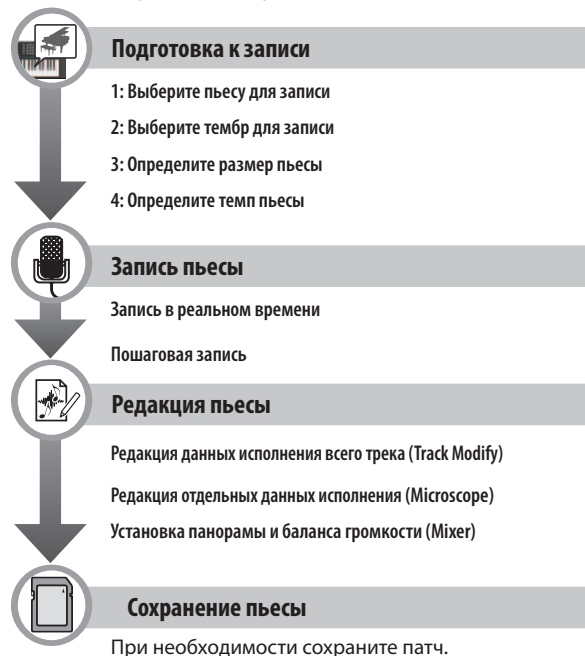 Подготовка к записи
1: Выберите пьесу для записи
2: Выберите тембр для записи
3: Определите размер пьесы
4: Определите темп пьесы
Запись пьесы
Запись в реальном времени
Пошаговая запись
Редакция пьесы
Редакция данных исполнения всего трека (Track Modify)
Редакция отдельных данных исполнения (Microscope)
Установка панорамы и баланса громкости (Mixer)
Сохранение пьесы
При необходимости сохраните патч.